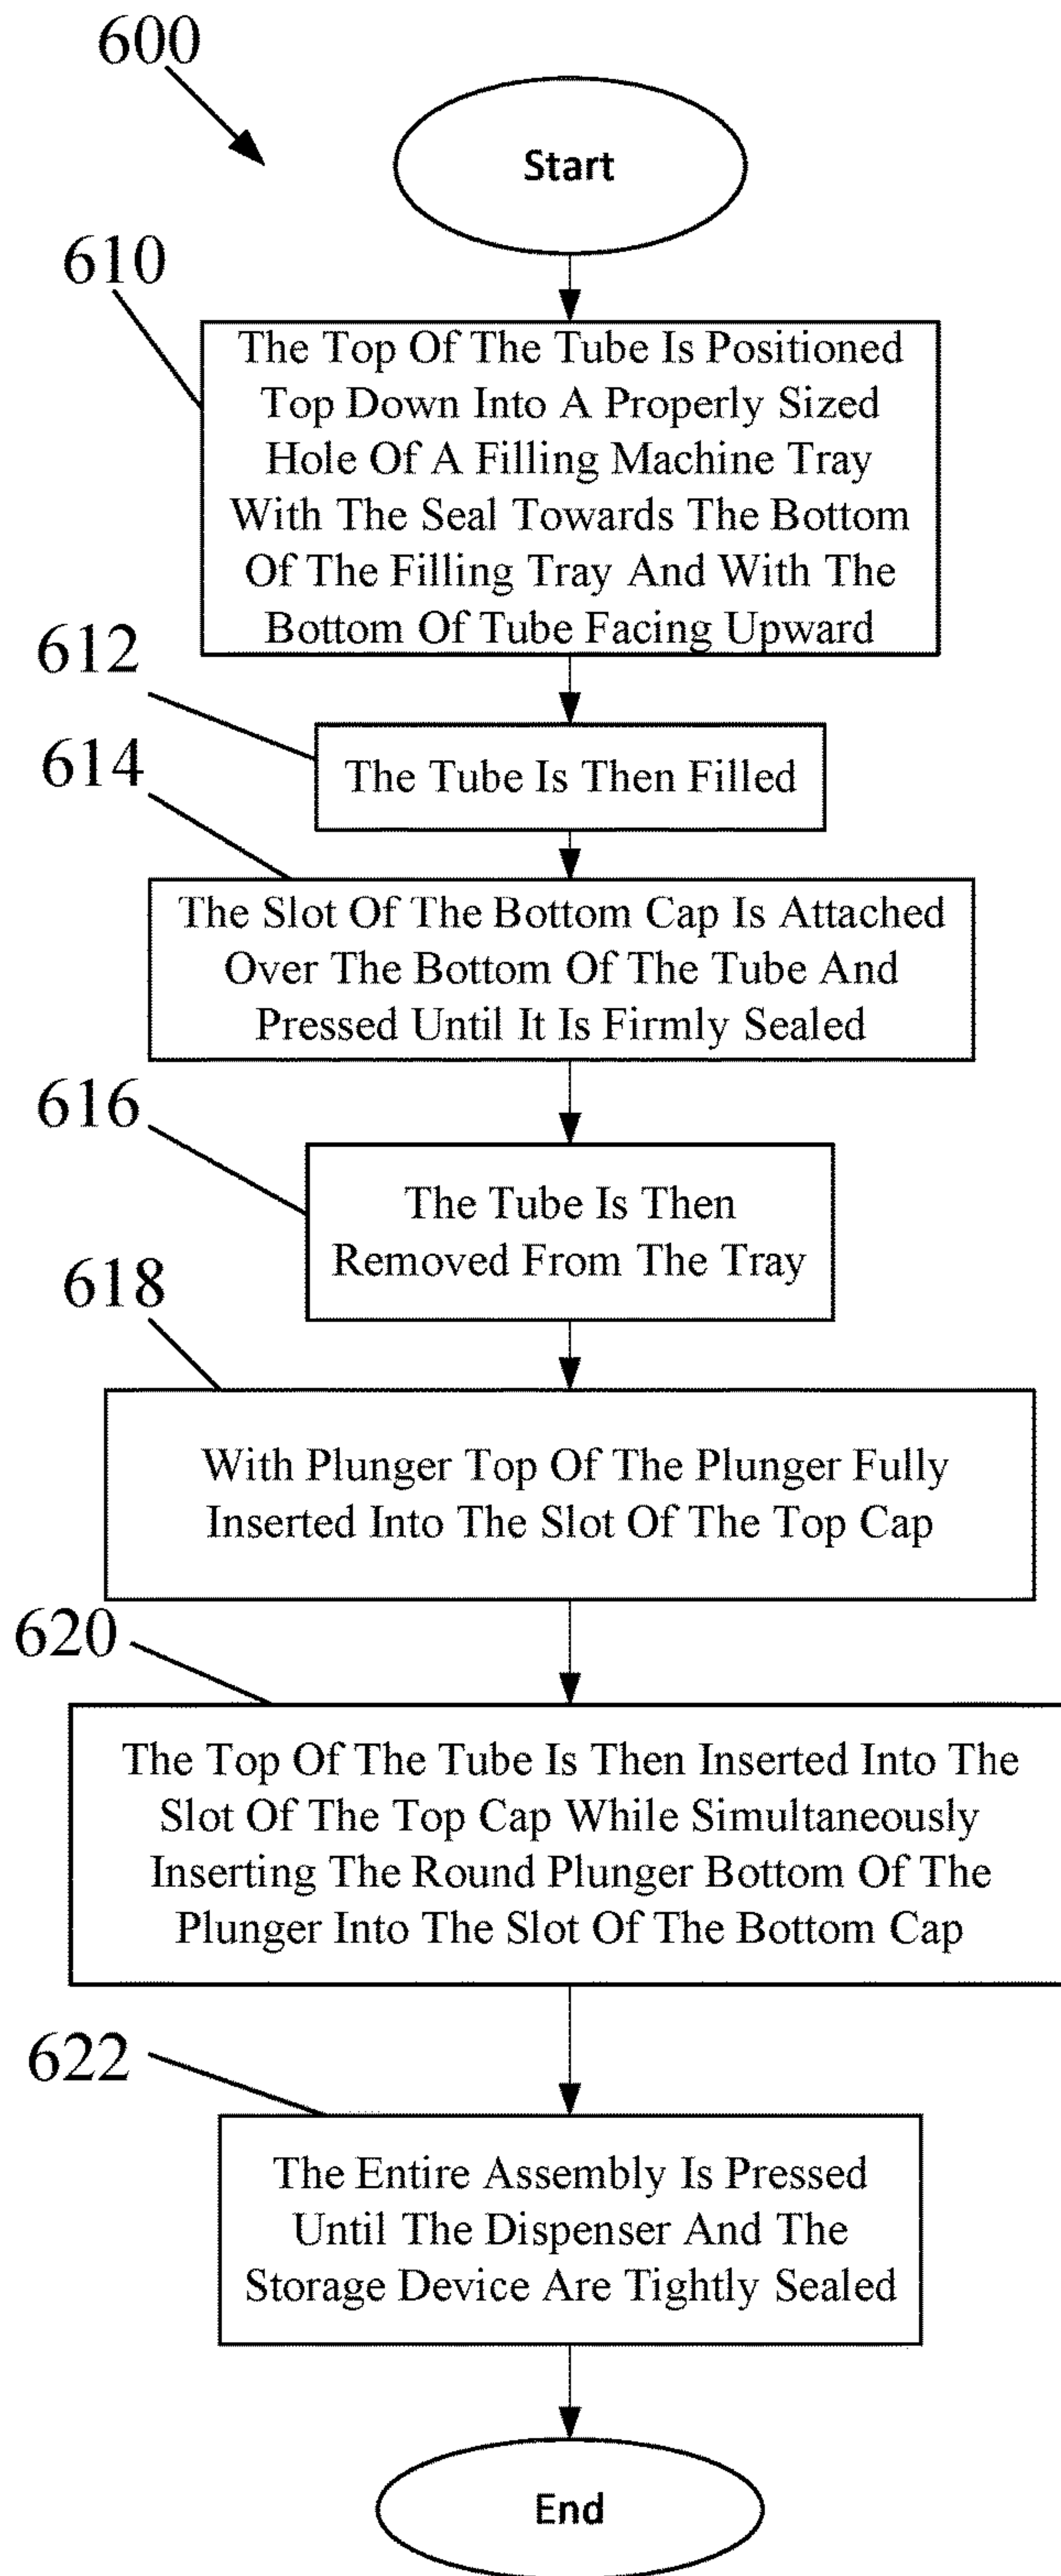 600
Start
610
The Top Of The Tube Is Positioned
Top Down Into A Properly Sized
Hole Of A Filling Machine Tray
With The Seal Towards The Bottom
Of The Filling Tray And With The
Bottom Of Tube Facing Upward
612
The Tube Is Then Filled
614
The Slot Of The Bottom Cap Is Attached
Over The Bottom Of The Tube And
Pressed Until It Is Firmly Sealed
616
The Tube Is Then
Removed From The Tray
618
With Plunger Top Of The Plunger Fully
Inserted Into The Slot Of The Top Cap
620
The Top Of The Tube Is Then Inserted Into The
Slot Of The Top Cap While Simultaneously
Inserting The Round Plunger Bottom Of The
Plunger Into The Slot Of The Bottom Cap
622
The Entire Assembly Is Pressed
Until The Dispenser And The
Storage Device Are Tightly Sealed
End